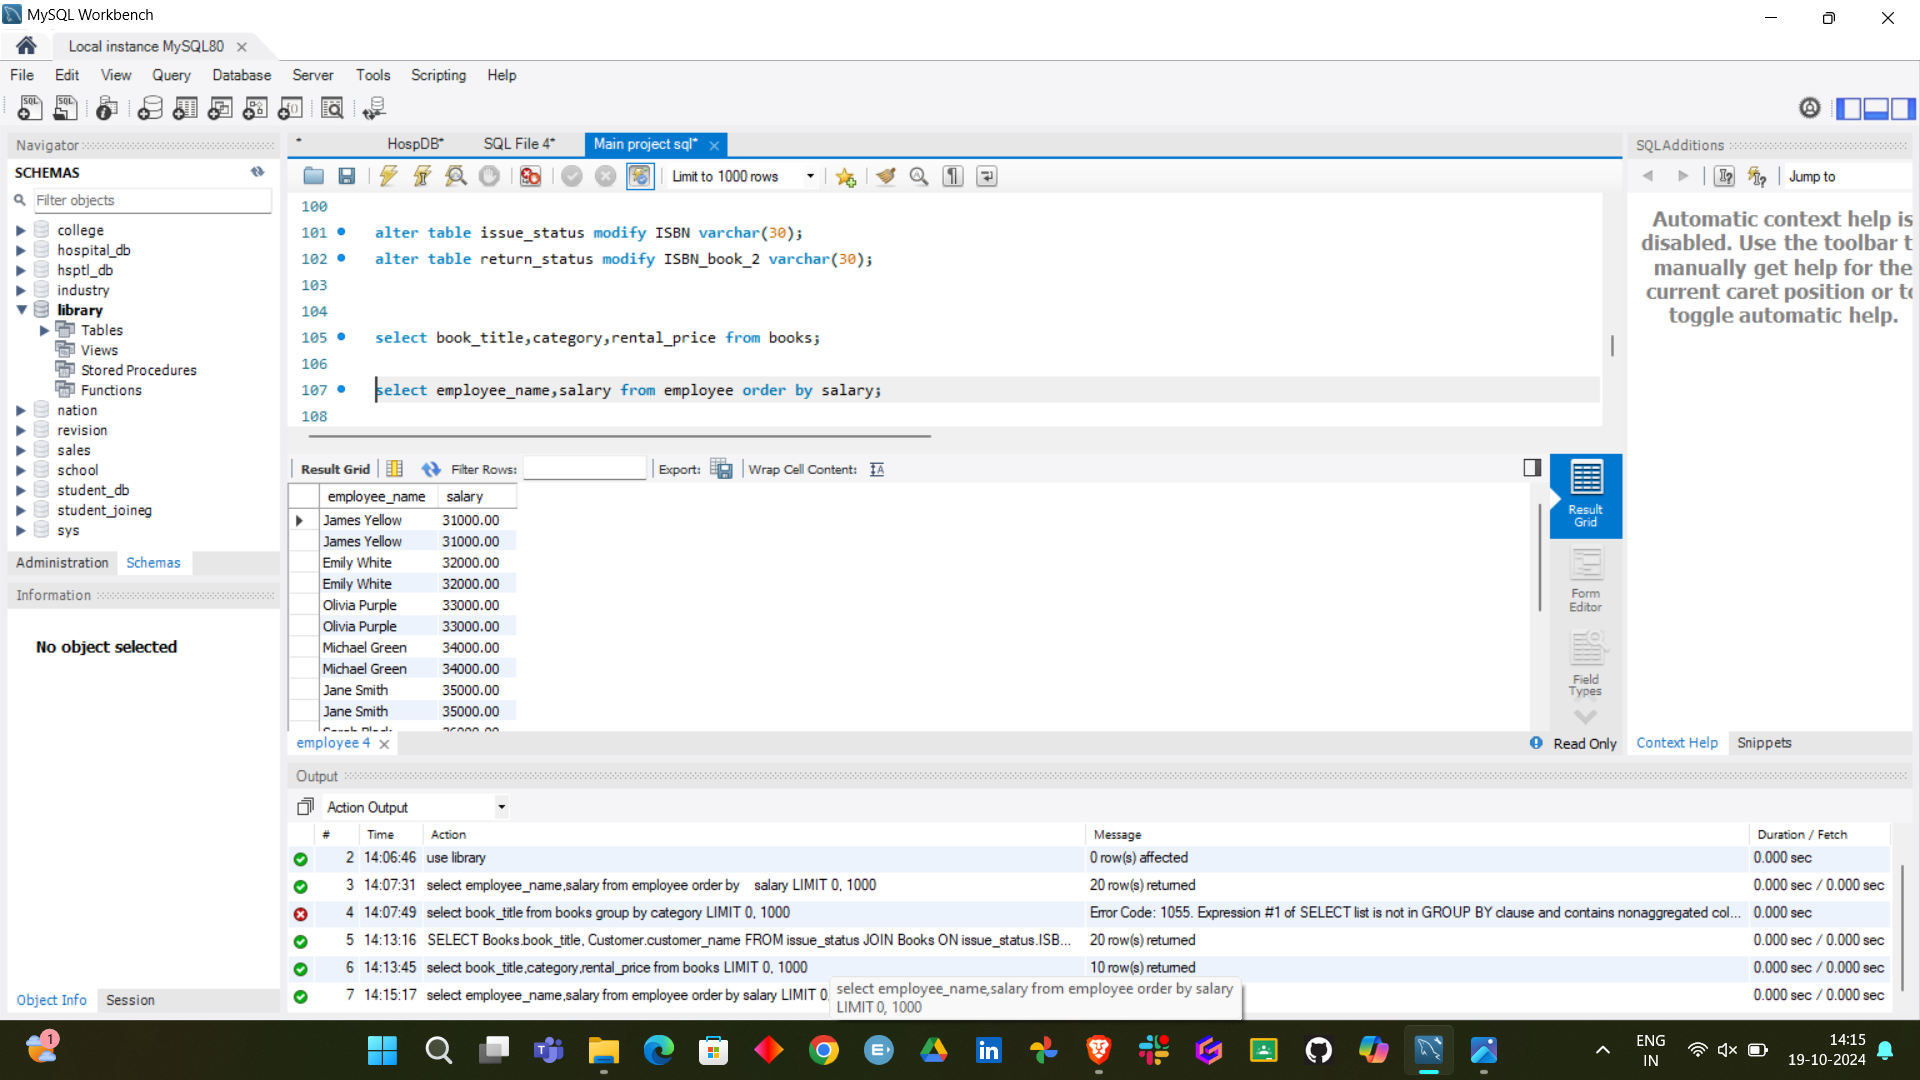 MySQL Workbench
Local instance MySQL80
File Edit View Query Database Server Tools Scripting Help
Navigator
SCHEMAS
Filter objects
college
hospital_db
hsptl_db
industry
library
Tables
Views
Stored Procedures
Functions
nation
revision
sales
school
student_db
student_joineg
sys
Administration Schemas
Information
No object selected
Object Info Session
* HospDB* SQL File 4* Main project sql*
Limit to 1000 rows
100
101 alter table issue_status modify ISBN varchar(30);
102 alter table return_status modify ISBN_book_2 varchar(30);
103
104
105 select book_title,category,rental_price from books;
106
107 select employee_name,salary from employee order by salary;
108
Result Grid Filter Rows: Export: Wrap Cell Content:
employee_name salary
James Yellow 31000.00
James Yellow 31000.00
Emily White 32000.00
Emily White 32000.00
Olivia Purple 33000.00
Olivia Purple 33000.00
Michael Green 34000.00
Michael Green 34000.00
Jane Smith 35000.00
Jane Smith 35000.00
Result
Grid
Form
Editor
Field
Types
employee 4
Read Only
SQLAdditions
Jump to
Automatic context help is
disabled. Use the toolbar t
manually get help for the
current caret position or to
toggle automatic help.
Context Help Snippets
Output
Action Output
# Time Action Message Duration / Fetch
2 14:06:46 use library 0 row(s) affected 0.000 sec
3 14:07:31 select employee_name,salary from employee order by salary LIMIT 0, 1000 20 row(s) returned 0.000 sec / 0.000 sec
4 14:07:49 select book_title from books group by category LIMIT 0, 1000 Error Code: 1055. Expression #1 of SELECT list is not in GROUP BY clause and contains nonaggregated col... 0.000 sec
5 14:13:16 SELECT Books.book_title, Customer.customer_name FROM issue_status JOIN Books ON issue_status.ISB... 20 row(s) returned 0.000 sec / 0.000 sec
6 14:13:45 select book_title,category,rental_price from books LIMIT 0, 1000 10 row(s) returned 0.000 sec / 0.000 sec
7 14:15:17 select employee_name,salary from employee order by salary LIMIT 0, 0.000 sec / 0.000 sec
select employee_name,salary from employee order by salary
LIMIT 0, 1000
1
ENG
IN
14:15
19-10-2024